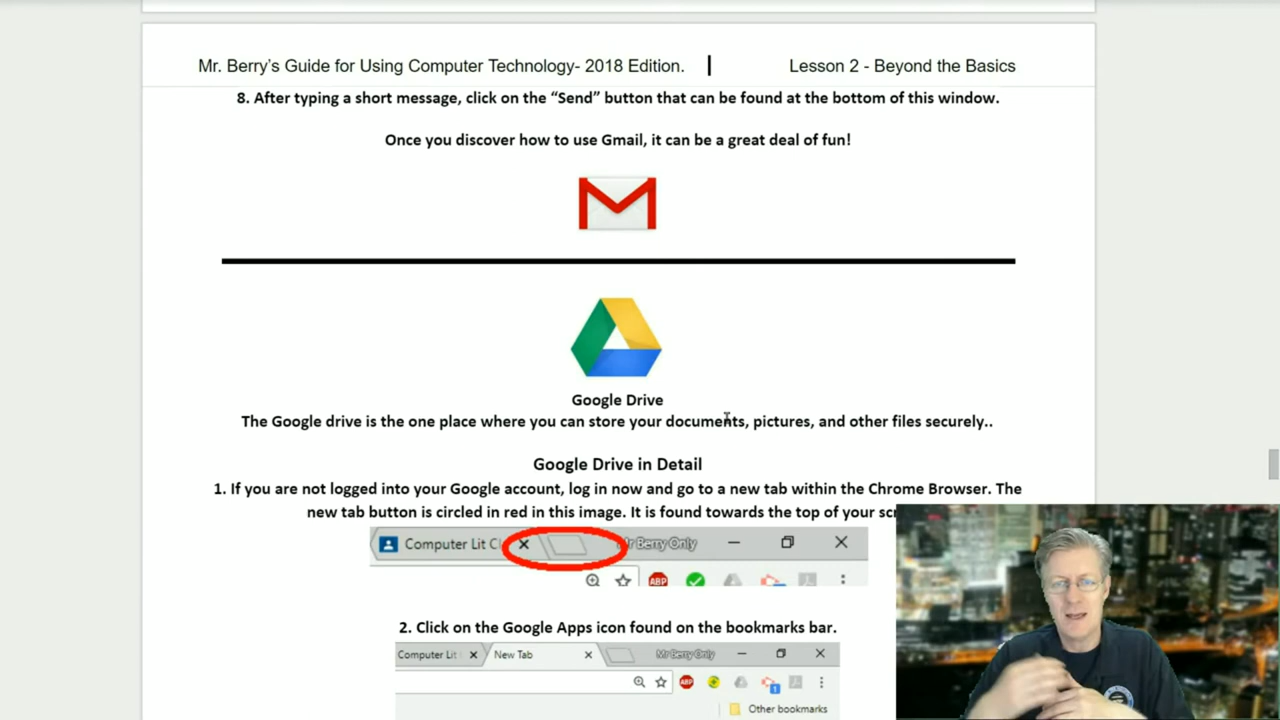 Mr. Berry's Guide for Using Computer Technology- 2018 Edition. | Lesson 2 - Beyond the Basics
8. After typing a short message, click on the “Send” button that can be found at the bottom of this window.
Once you discover how to use Gmail, it can be a great deal of fun!
Google Drive
The Google drive is the one place where you can store your documents, pictures, and other files securely..
Google Drive in Detail
1. If you are not logged into your Google account, log in now and go to a new tab within the Chrome Browser. The
new tab button is circled in red in this image. It is found towards the top of your
Computer Lit Mr Berry Only
ABP
2. Click on the Google Apps icon found on the bookmarks bar.
Computer Lit New Tab Mr Berry Only
ABP 1
Other bookmarks